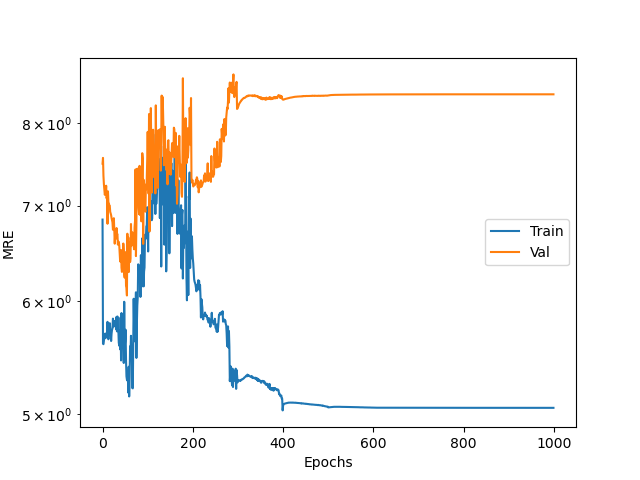 8 × 10⁰
7 × 10⁰
6 × 10⁰
5 × 10⁰
MRE
Train
Val
0 200 400 600 800 1000
Epochs